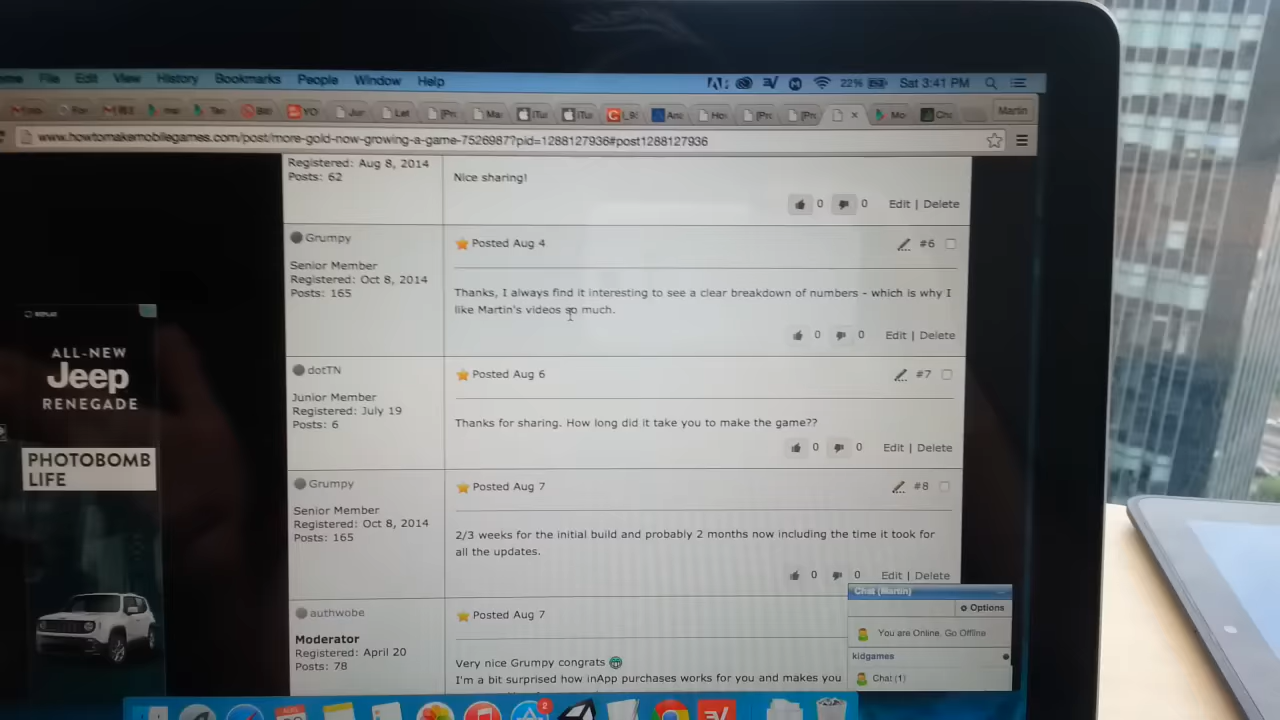 File Edit View History Bookmarks People Window Help
22% Sat 3:41 PM
Martin
www.howtomakemobilegames.com/post/more-gold-now-growing-a-game-7526987?pid=1288127936#post1288127936
Registered: Aug 8, 2014
Posts: 62
Nice sharing!
0 0 Edit | Delete
Grumpy
Senior Member
Registered: Oct 8, 2014
Posts: 165
Posted Aug 4
#6
Thanks, I always find it interesting to see a clear breakdown of numbers - which is why I
like Martin's videos so much.
0 0 Edit | Delete
dotTN
Junior Member
Registered: July 19
Posts: 6
Posted Aug 6
#7
Thanks for sharing. How long did it take you to make the game??
0 0 Edit | Delete
Grumpy
Senior Member
Registered: Oct 8, 2014
Posts: 165
Posted Aug 7
#8
2/3 weeks for the initial build and probably 2 months now including the time it took for
all the updates.
0 0 Edit | Delete
authwobe
Moderator
Registered: April 20
Posts: 78
Posted Aug 7
Very nice Grumpy congrats
I'm a bit surprised how inApp purchases works for you and makes you
REPLAY
ALL-NEW
Jeep
RENEGADE
PHOTOBOMB
LIFE
Chat (Martin)
Options
You are Online. Go Offline
kidgames
Chat (1)
2